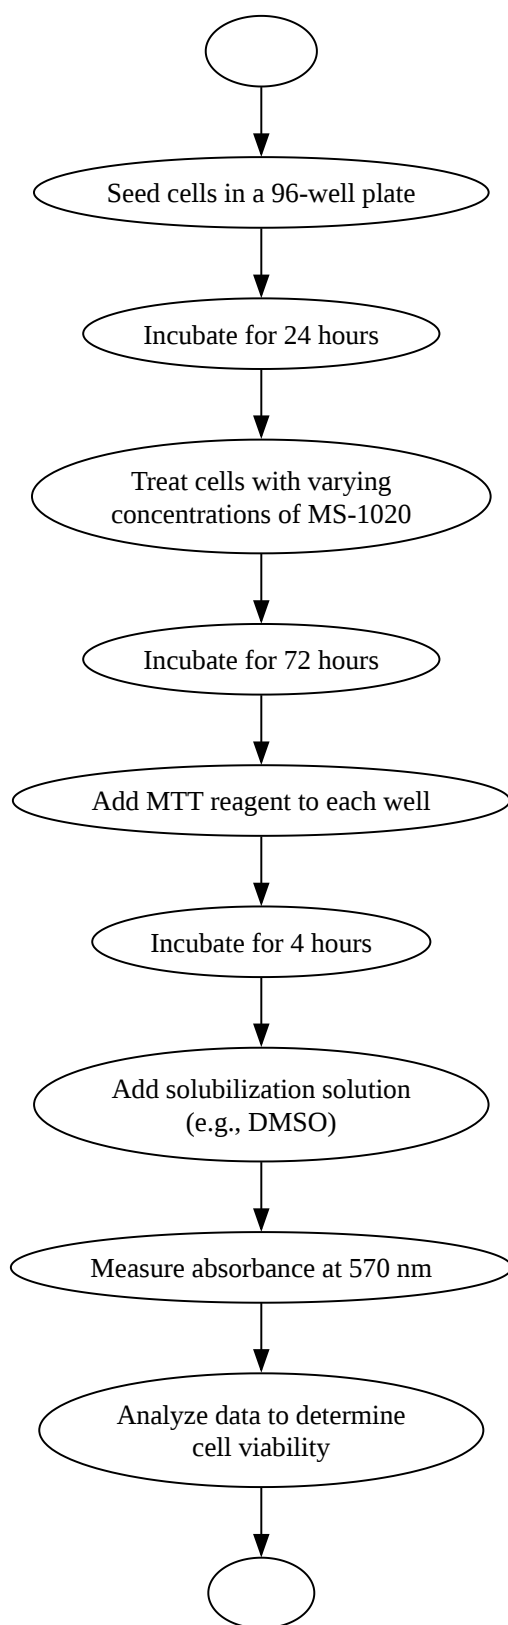 Seed cells in a 96-well plate
Incubate for 24 hours
Treat cells with varying
concentrations of MS-1020
Incubate for 72 hours
Add MTT reagent to each well
Incubate for 4 hours
Add solubilization solution
(e.g., DMSO)
Measure absorbance at 570 nm
Analyze data to determine
cell viability